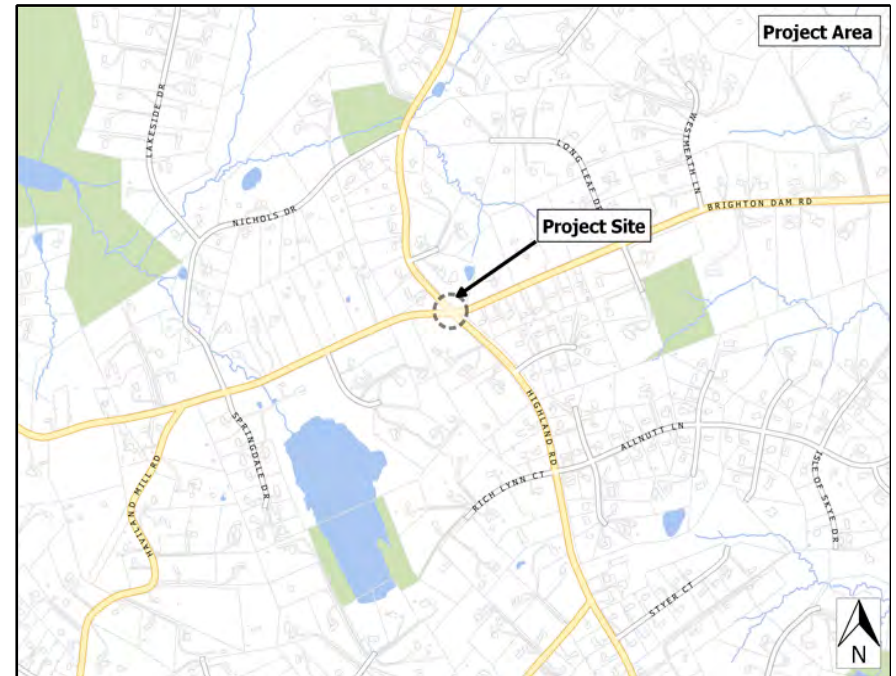 Project Area
LAKESIDE DR
WESTMEATH LN
LONG LEAF DR
NICHOLS DR
BRIGHTON DAM RD
Project Site
HIGHLAND RD
SPRINGDALE DR
ALLNUTT LN
HAVILAND MILL RD
RICH LYNN CT
ISLE OF SKYE DR
STYER CT
N